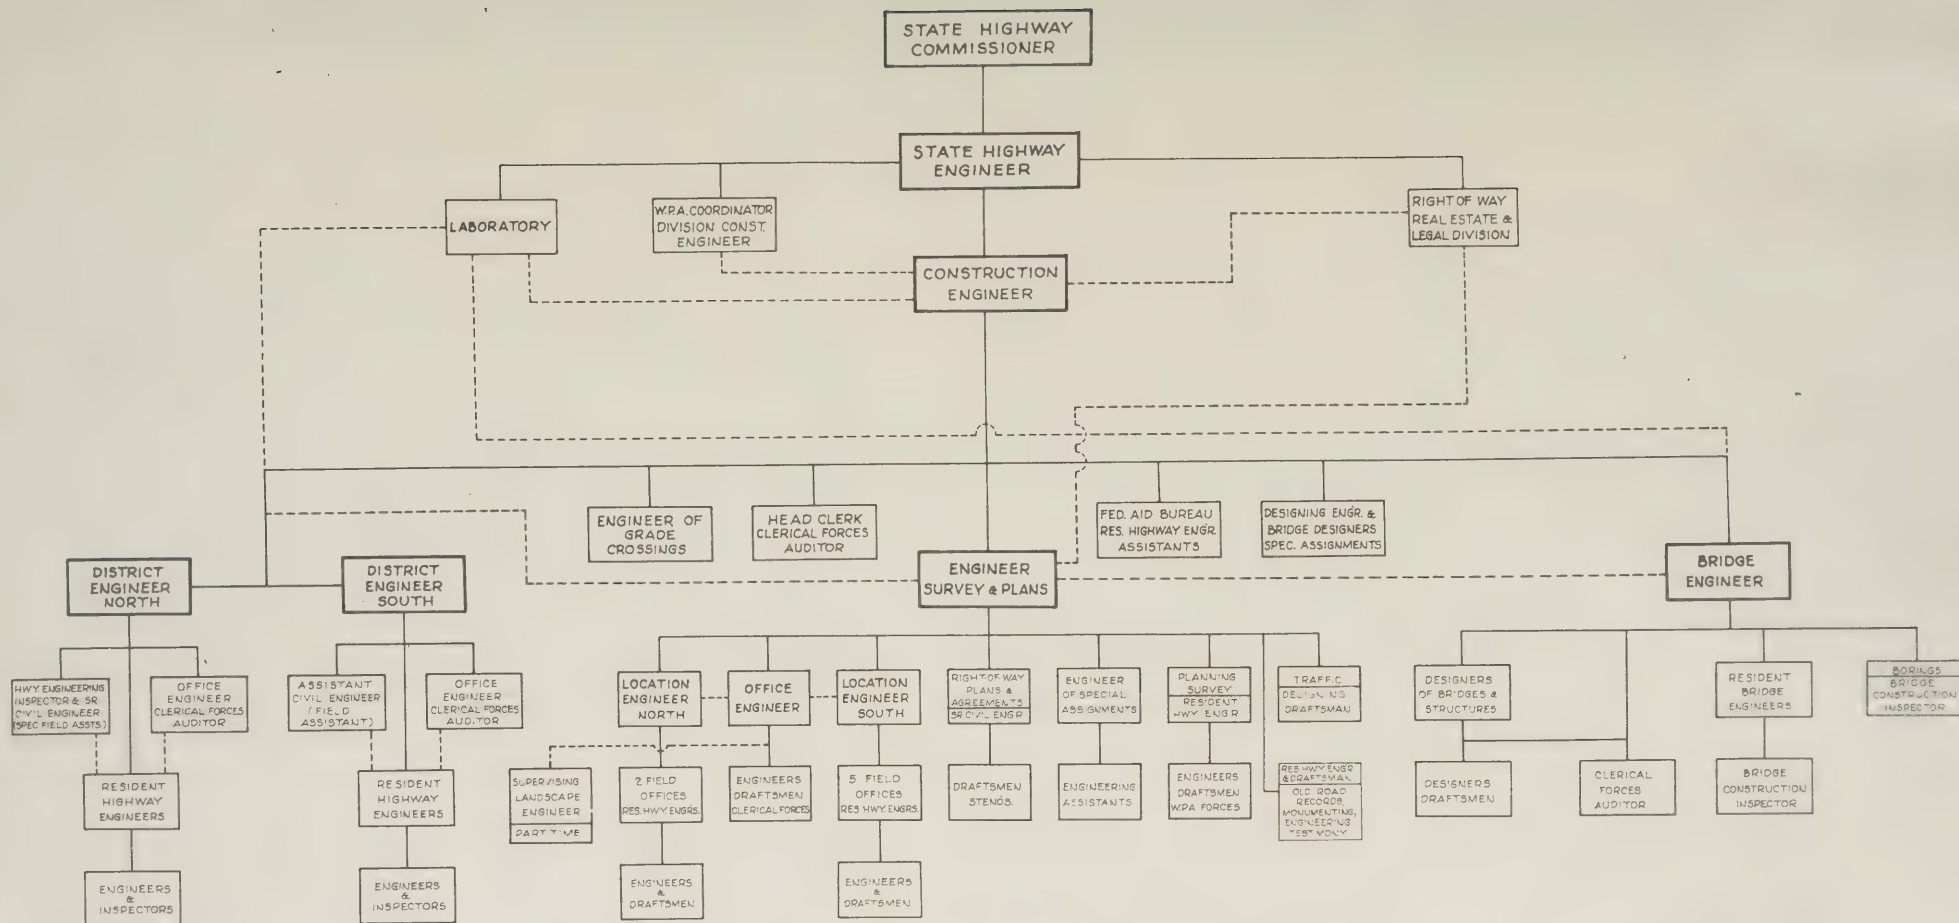 STATE HIGHWAY
COMMISSIONER
STATE HIGHWAY
ENGINEER
LABORATORY
W.P.A. COORDINATOR
DIVISION CONST.
ENGINEER
RIGHT OF WAY
REAL ESTATE &
LEGAL DIVISION
CONSTRUCTION
ENGINEER
ENGINEER OF
GRADE
CROSSINGS
HEAD CLERK
CLERICAL FORCES
AUDITOR
FED. AID BUREAU
RES. HIGHWAY ENGR.
ASSISTANTS
DESIGNING ENGR. &
BRIDGE DESIGNERS
SPEC. ASSIGNMENTS
DISTRICT
ENGINEER
NORTH
DISTRICT
ENGINEER
SOUTH
ENGINEER
SURVEY & PLANS
BRIDGE
ENGINEER
HWY. ENGINEERING
INSPECTOR & SR.
CIVIL ENGINEER
(SPEC. FIELD ASSTS.)
OFFICE
ENGINEER
CLERICAL FORCES
AUDITOR
ASSISTANT
CIVIL ENGINEER
(FIELD
ASSISTANT)
OFFICE
ENGINEER
CLERICAL FORCES
AUDITOR
LOCATION
ENGINEER
NORTH
OFFICE
ENGINEER
LOCATION
ENGINEER
SOUTH
RIGHT OF WAY
PLANS &
AGREEMENTS
SR. CIVIL ENG'R
ENGINEER
OF SPECIAL
ASSIGNMENTS
PLANNING
SURVEY
RESIDENT
HWY. ENG'R
TRAFFIC
DESIGNING
DRAFTSMAN
DESIGNERS
OF BRIDGES &
STRUCTURES
RESIDENT
BRIDGE
ENGINEERS
BORINGS
BRIDGE
CONSTRUCTION
INSPECTOR
RESIDENT
HIGHWAY
ENGINEERS
RESIDENT
HIGHWAY
ENGINEERS
SUPERVISING
LANDSCAPE
ENGINEER
PART TIME
2 FIELD
OFFICES
RES. HWY. ENGRS.
ENGINEERS
DRAFTSMEN
CLERICAL FORCES
5 FIELD
OFFICES
RES. HWY. ENGRS.
DRAFTSMEN
STENOS.
ENGINEERING
ASSISTANTS
ENGINEERS
DRAFTSMEN
W.P.A. FORCES
RES. HWY. ENGR.
& DRAFTSMAN
OLD ROAD
RECORDS,
MONUMENTING,
ENGINEERING
TESTIMONY
DESIGNERS
DRAFTSMEN
CLERICAL
FORCES
AUDITOR
BRIDGE
CONSTRUCTION
INSPECTOR
ENGINEERS
&
INSPECTORS
ENGINEERS
&
INSPECTORS
ENGINEERS
&
DRAFTSMEN
ENGINEERS
&
DRAFTSMEN